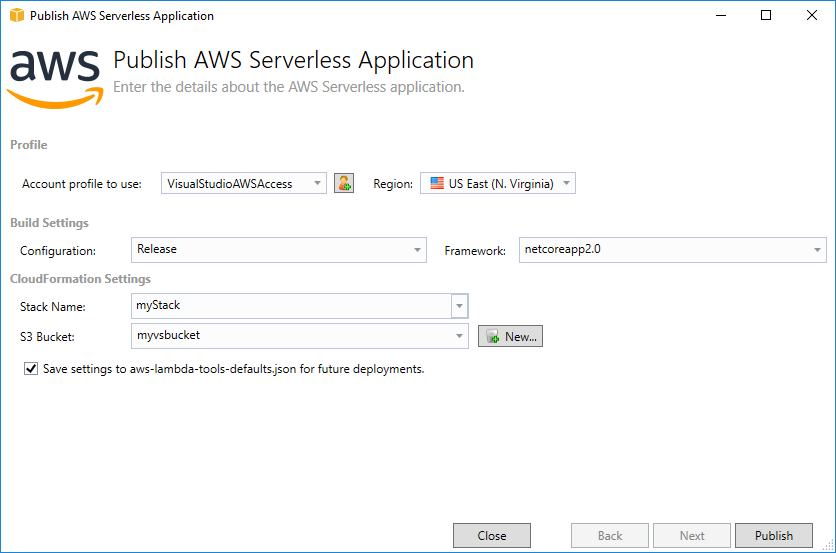 Publish AWS Serverless Application
aws
Publish AWS Serverless Application
Enter the details about the AWS Serverless application.
Profile
Account profile to use: VisualStudioAWSAccess Region: US East (N. Virginia)
Build Settings
Configuration: Release Framework: netcoreapp2.0
CloudFormation Settings
Stack Name: myStack
S3 Bucket: myvsbucket New...
Save settings to aws-lambda-tools-defaults.json for future deployments.
Close Back Next Publish